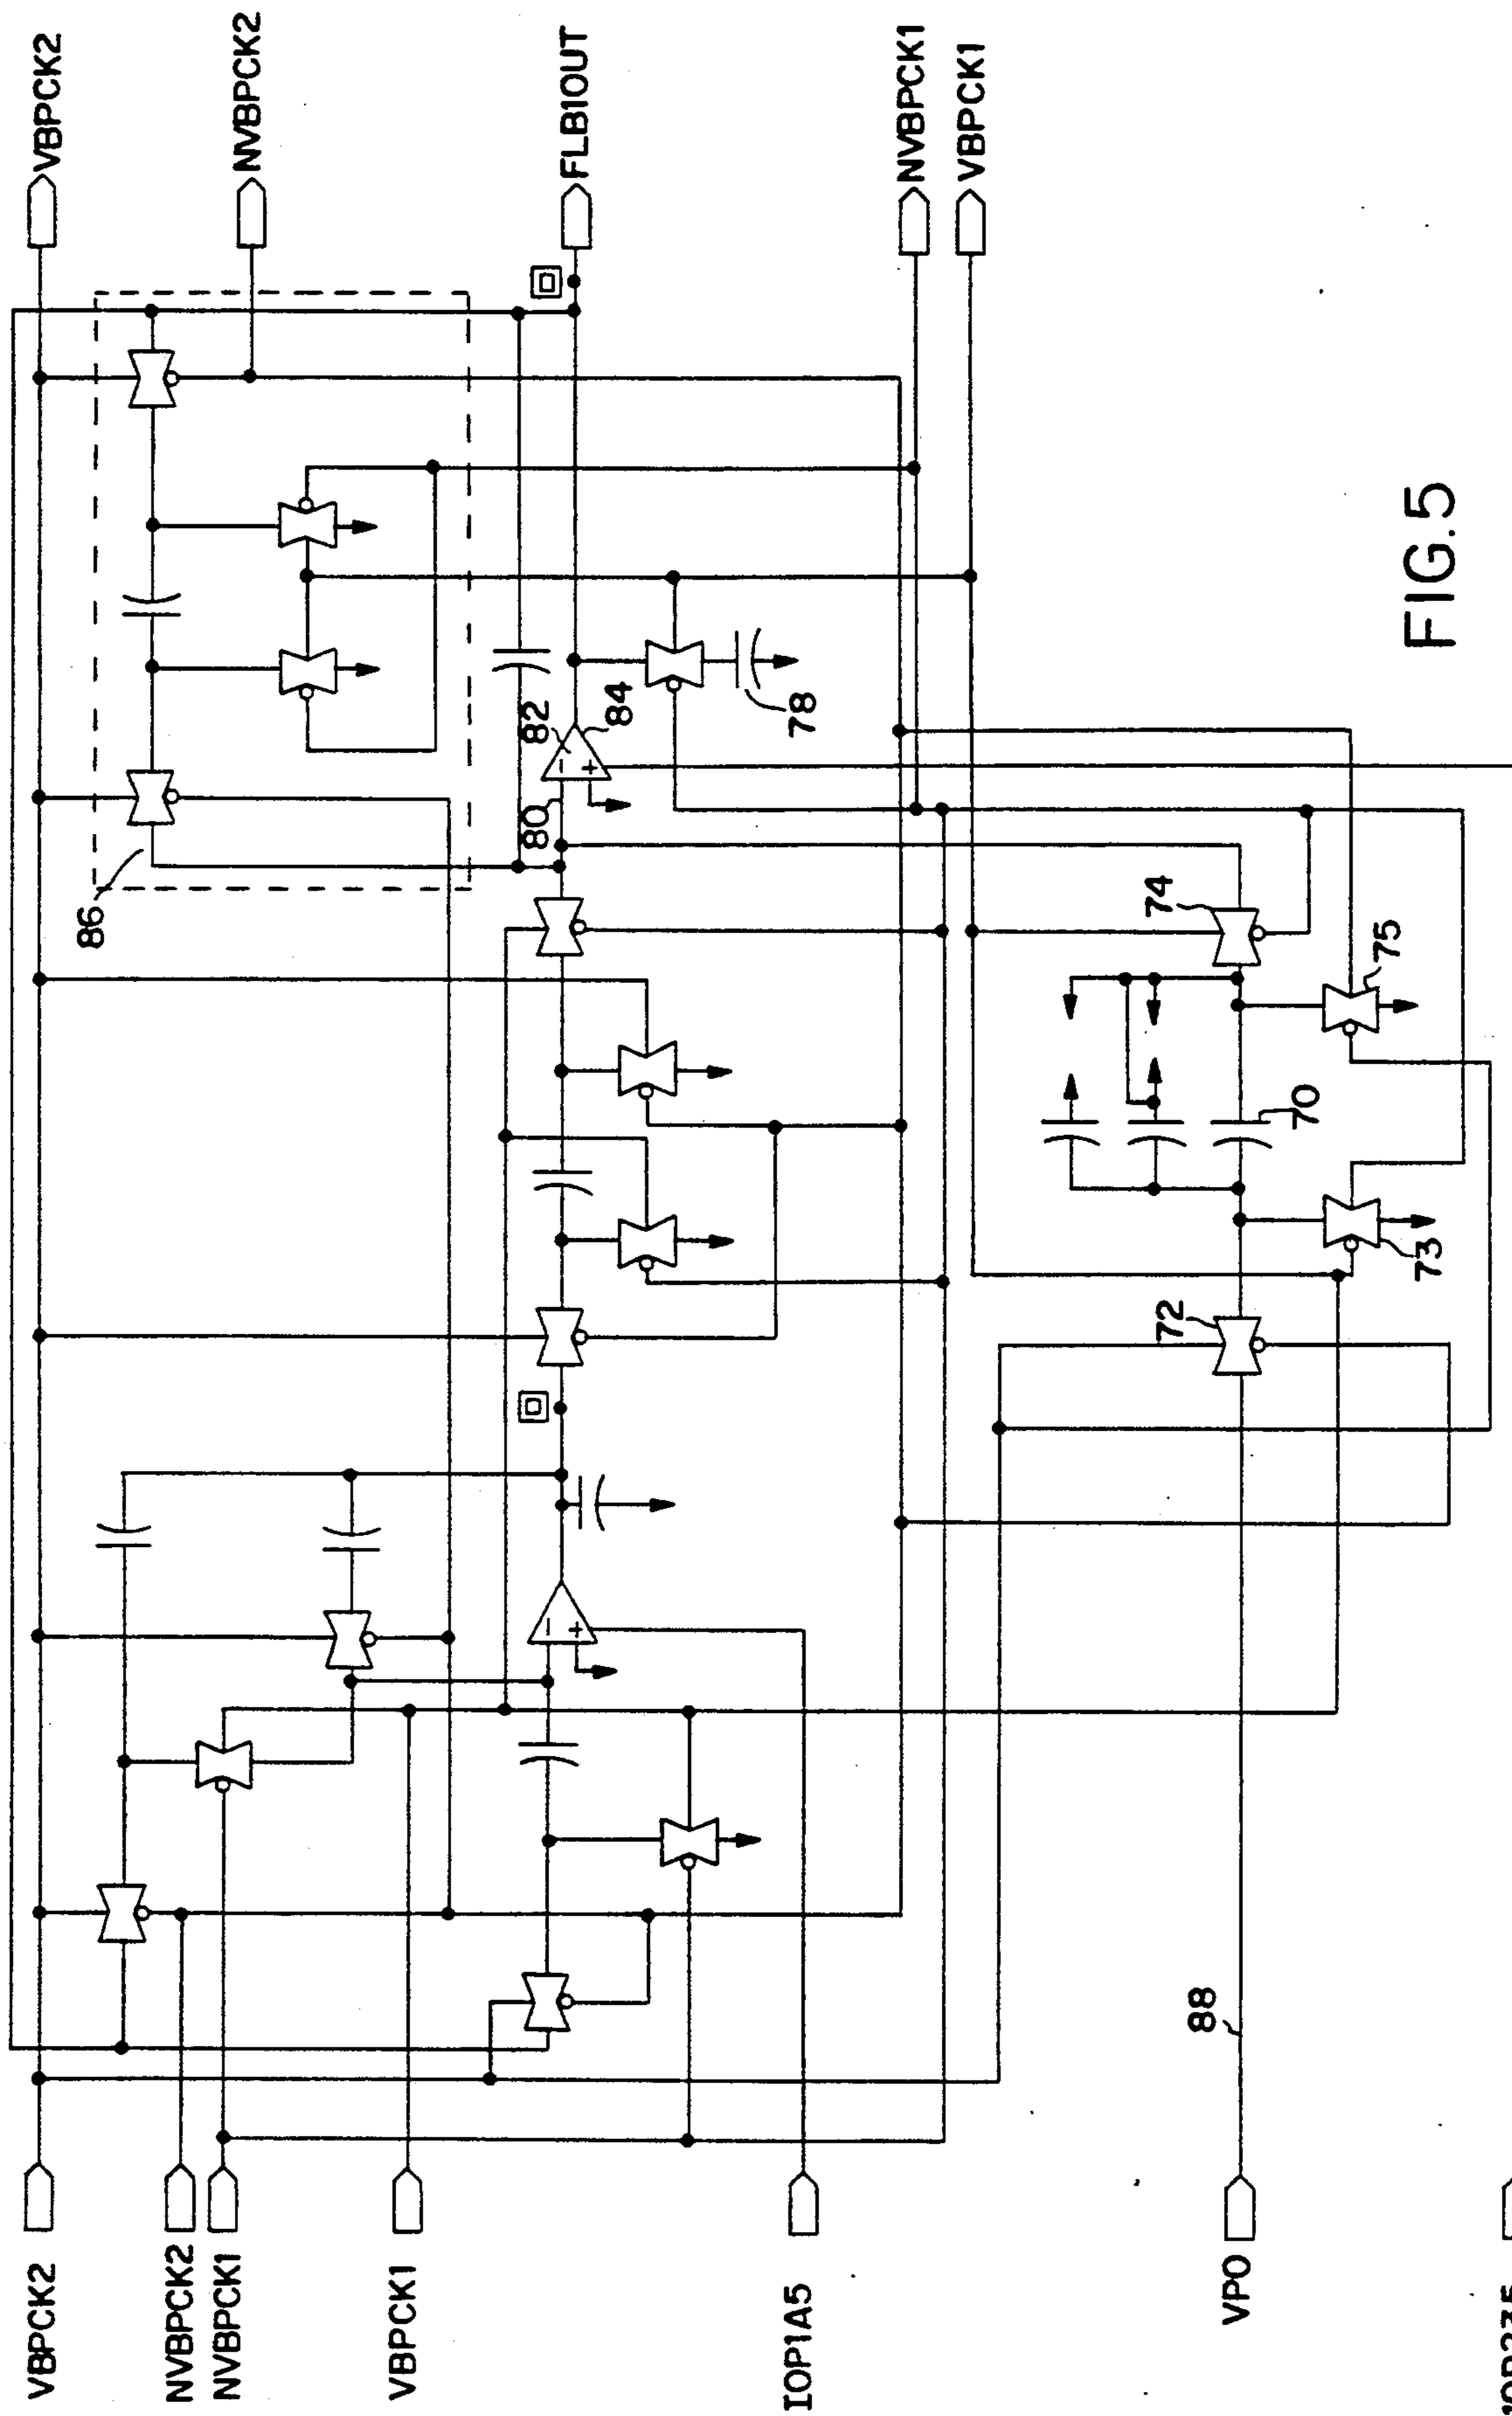 VBPCK2
NVBPCK2
NVBPCK1
VBPCK1
IOP1A5
VPO
VBPCK2
NVBPCK2
FLB1OUT
NVBPCK1
VBPCK1
86
80
82
84
78
−
+
−
+
88
72
73
70
74
75
FIG.5